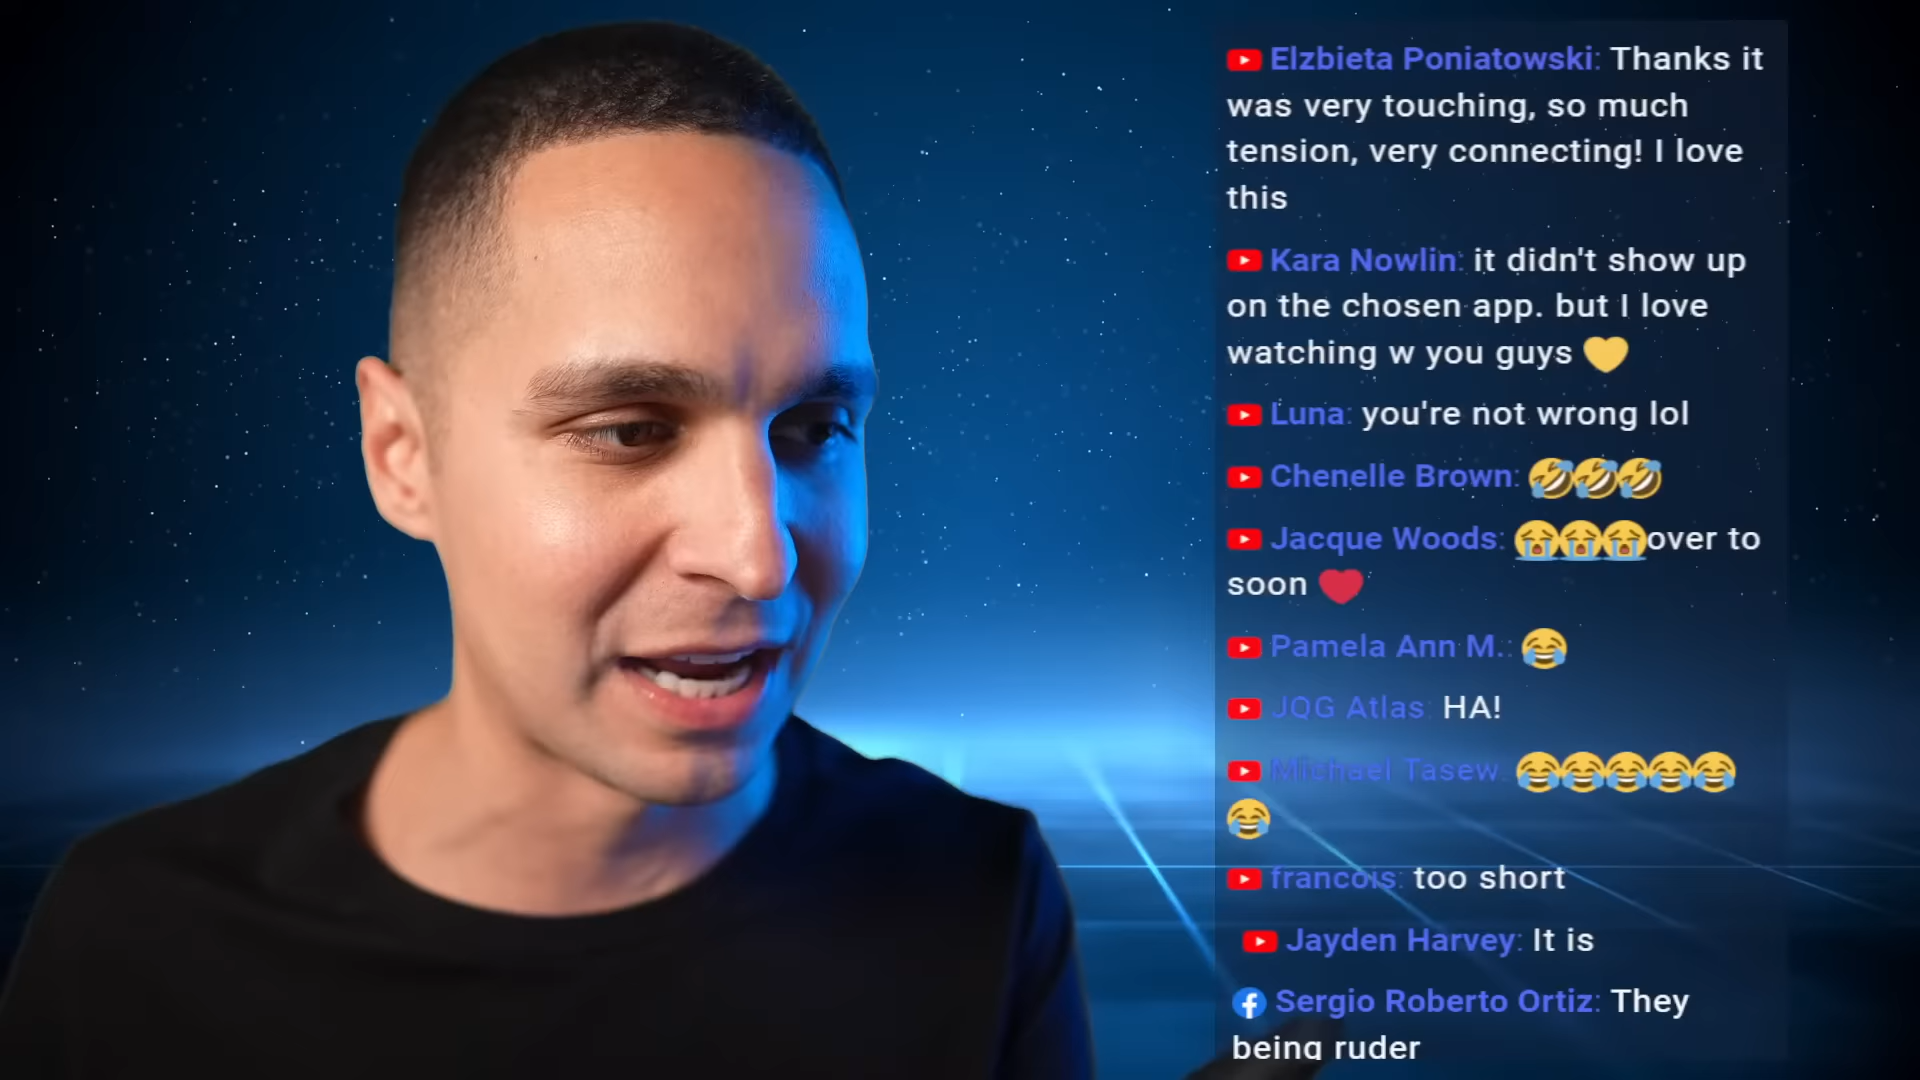 Elzbieta Poniatowski: Thanks it
was very touching, so much
tension, very connecting! I love
this
Kara Nowlin: it didn't show up
on the chosen app. but I love
watching w you guys 💛
Luna: you're not wrong lol
Chenelle Brown: 🤣🤣🤣
Jacque Woods: 😭😭😭over to
soon ❤️
Pamela Ann M.: 😂
JQG Atlas: HA!
Michael Tasew: 😂😂😂😂😂
😂
francois: too short
Jayden Harvey: It is
Sergio Roberto Ortiz: They
being ruder